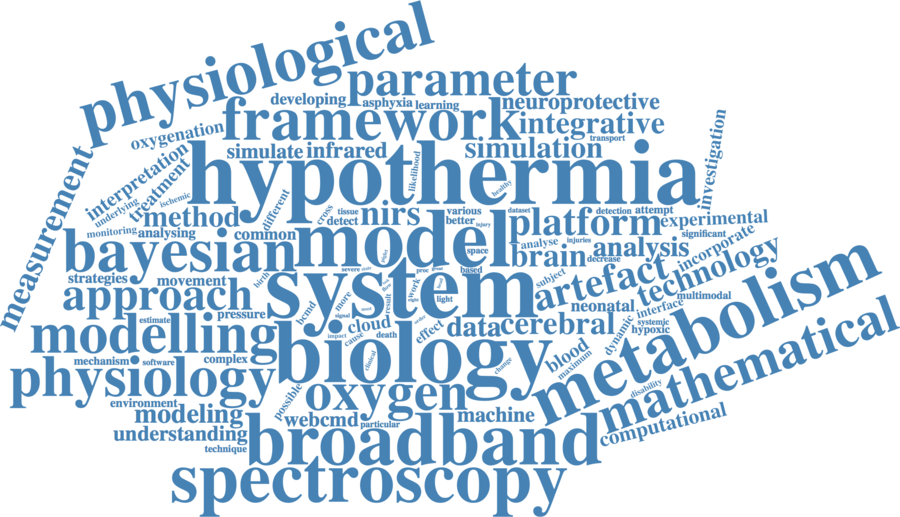 physiological
parameter
developing
asphyxia
learning
neuroprotective
framework
integrative
oxygenation
transport
simulate
infrared
simulation
investigation
measurement
interpretation
underlying
treatment
ischemic
likelihood
hypothermia
healthy
different
cross
tissue
detect
nirs
various
better
injury
dataset
detection
attempt
platform
experimental
significant
method
monitoring
analysing
common
model
space
analyse
injuries
decrease
brain
analysis
incorporate
bayesian
strategies
movement
birth
severe
proc
based
subject
artefact
technology
approach
system
work
light
neonatal
multimodal
interface
systemic
hypoxic
dynamic
pressure
bcmd
more
result
signal
estimate
modelling
cloud
impact
cause
death
effect
data
cerebral
metabolism
mechanism
software
complex
clinical
biology
change
blood
maximum
physiology
possible
oxygen
disability
mathematical
environment
modeling
webcmd
particular
machine
computational
understanding
technique
broadband
spectroscopy